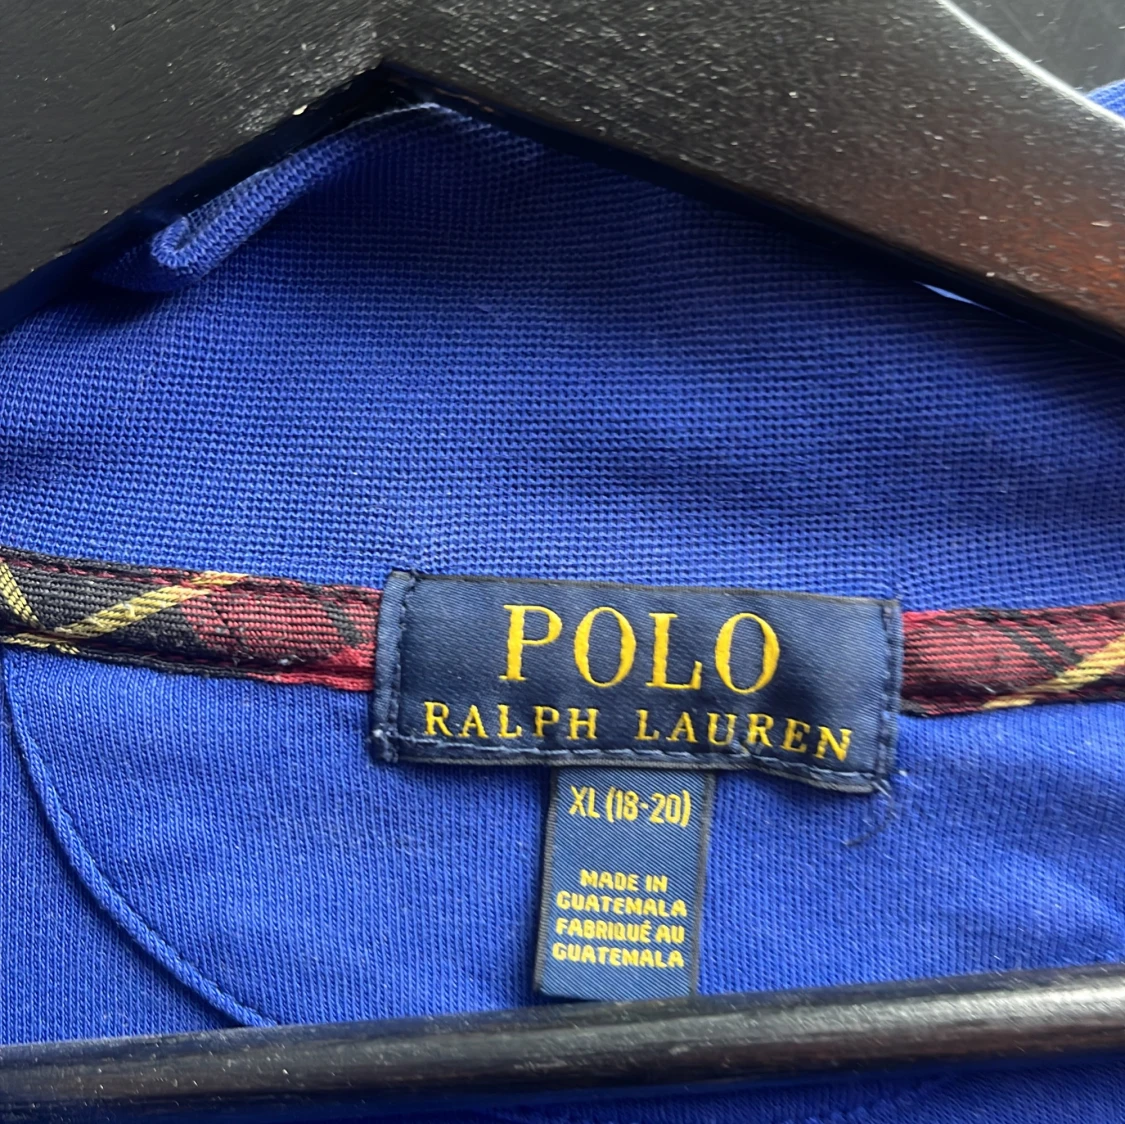 POLO
RALPH LAUREN
XL (18-20)
MADE IN
GUATEMALA
FABRIQUÉ AU
GUATEMALA